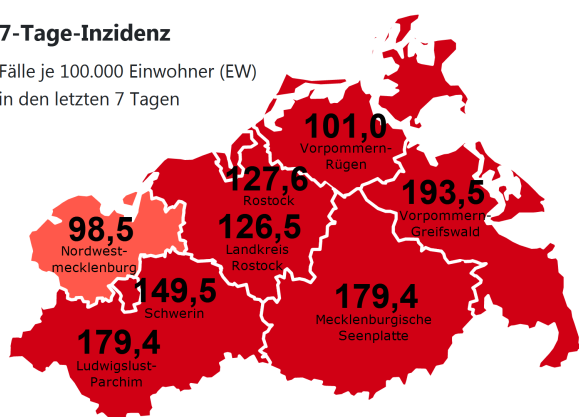 7-Tage-Inzidenz
Fälle je 100.000 Einwohner (EW)
in den letzten 7 Tagen
101,0
Vorpommern-
Rügen
127,6
Rostock
193,5
Vorpommern-
Greifswald
98,5
Nordwest-
mecklenburg
126,5
Landkreis
Rostock
149,5
Schwerin
179,4
Mecklenburgische
Seenplatte
179,4
Ludwigslust-
Parchim